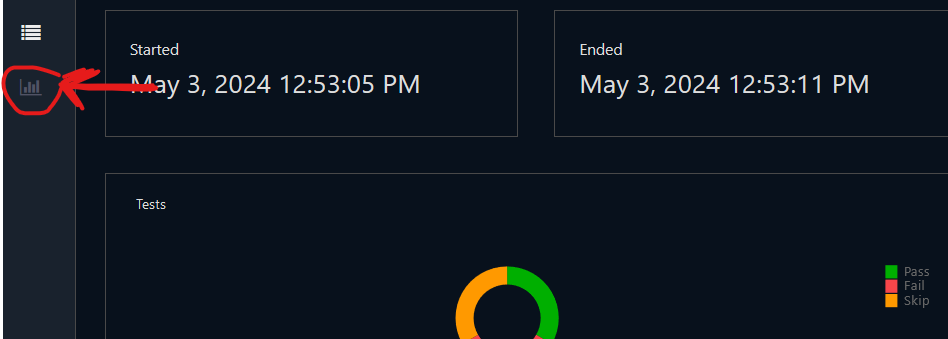 Started
May 3, 2024 12:53:05 PM
Ended
May 3, 2024 12:53:11 PM
Tests
Pass
Fail
Skip